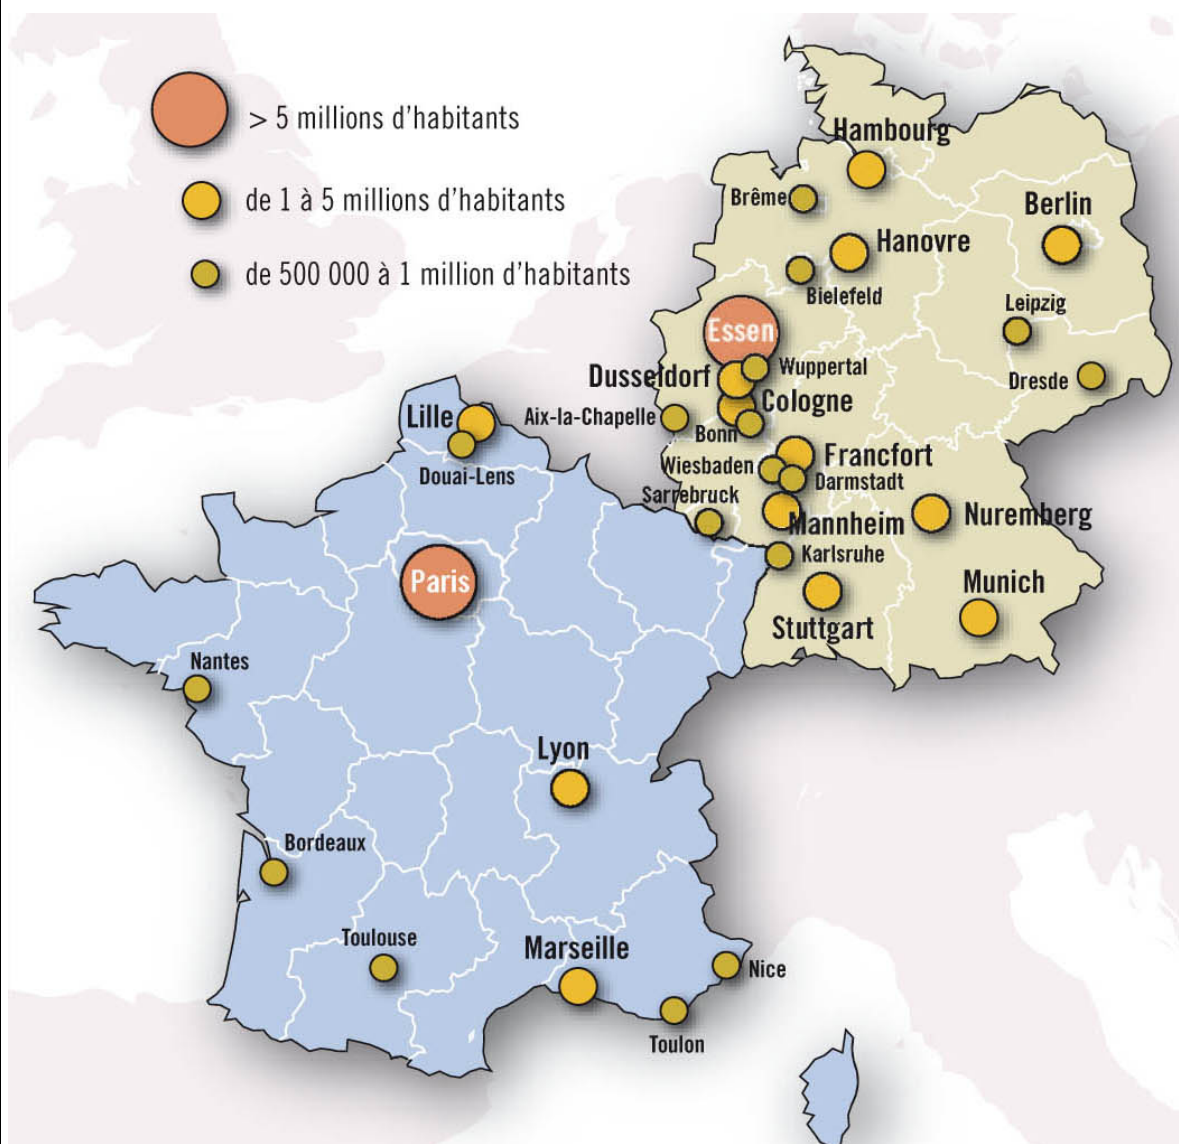 > 5 millions d'habitants
de 1 à 5 millions d'habitants
de 500 000 à 1 million d'habitants
Hambourg
Brême
Berlin
Hanovre
Bielefeld
Leipzig
Essen
Wuppertal
Dusseldorf
Dresde
Cologne
Lille
Aix-la-Chapelle
Bonn
Francfort
Wiesbaden
Douai-Lens
Darmstadt
Sarrebruck
Mannheim
Nuremberg
Karlsruhe
Paris
Munich
Stuttgart
Nantes
Lyon
Bordeaux
Toulouse
Marseille
Nice
Toulon